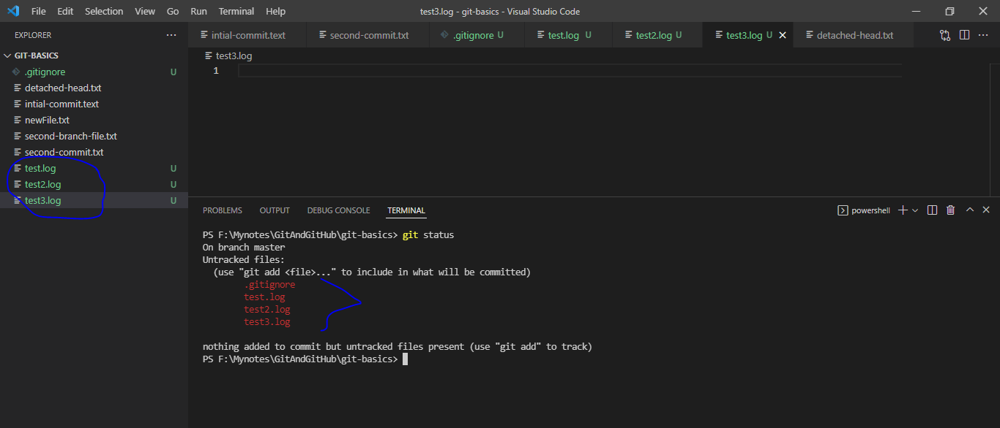 File Edit Selection View Go Run Terminal Help test3.log - git-basics - Visual Studio Code
EXPLORER
GIT-BASICS
.gitignore U
detached-head.txt
intial-commit.text
newFile.txt
second-branch-file.txt
second-commit.txt
test.log U
test2.log U
test3.log U
intial-commit.text second-commit.txt .gitignore U test.log U test2.log U test3.log U detached-head.txt
test3.log
1
PROBLEMS OUTPUT DEBUG CONSOLE TERMINAL powershell
PS F:\Mynotes\GitAndGitHub\git-basics> git status
On branch master
Untracked files:
(use "git add <file>..." to include in what will be committed)
.gitignore
test.log
test2.log
test3.log
nothing added to commit but untracked files present (use "git add" to track)
PS F:\Mynotes\GitAndGitHub\git-basics>